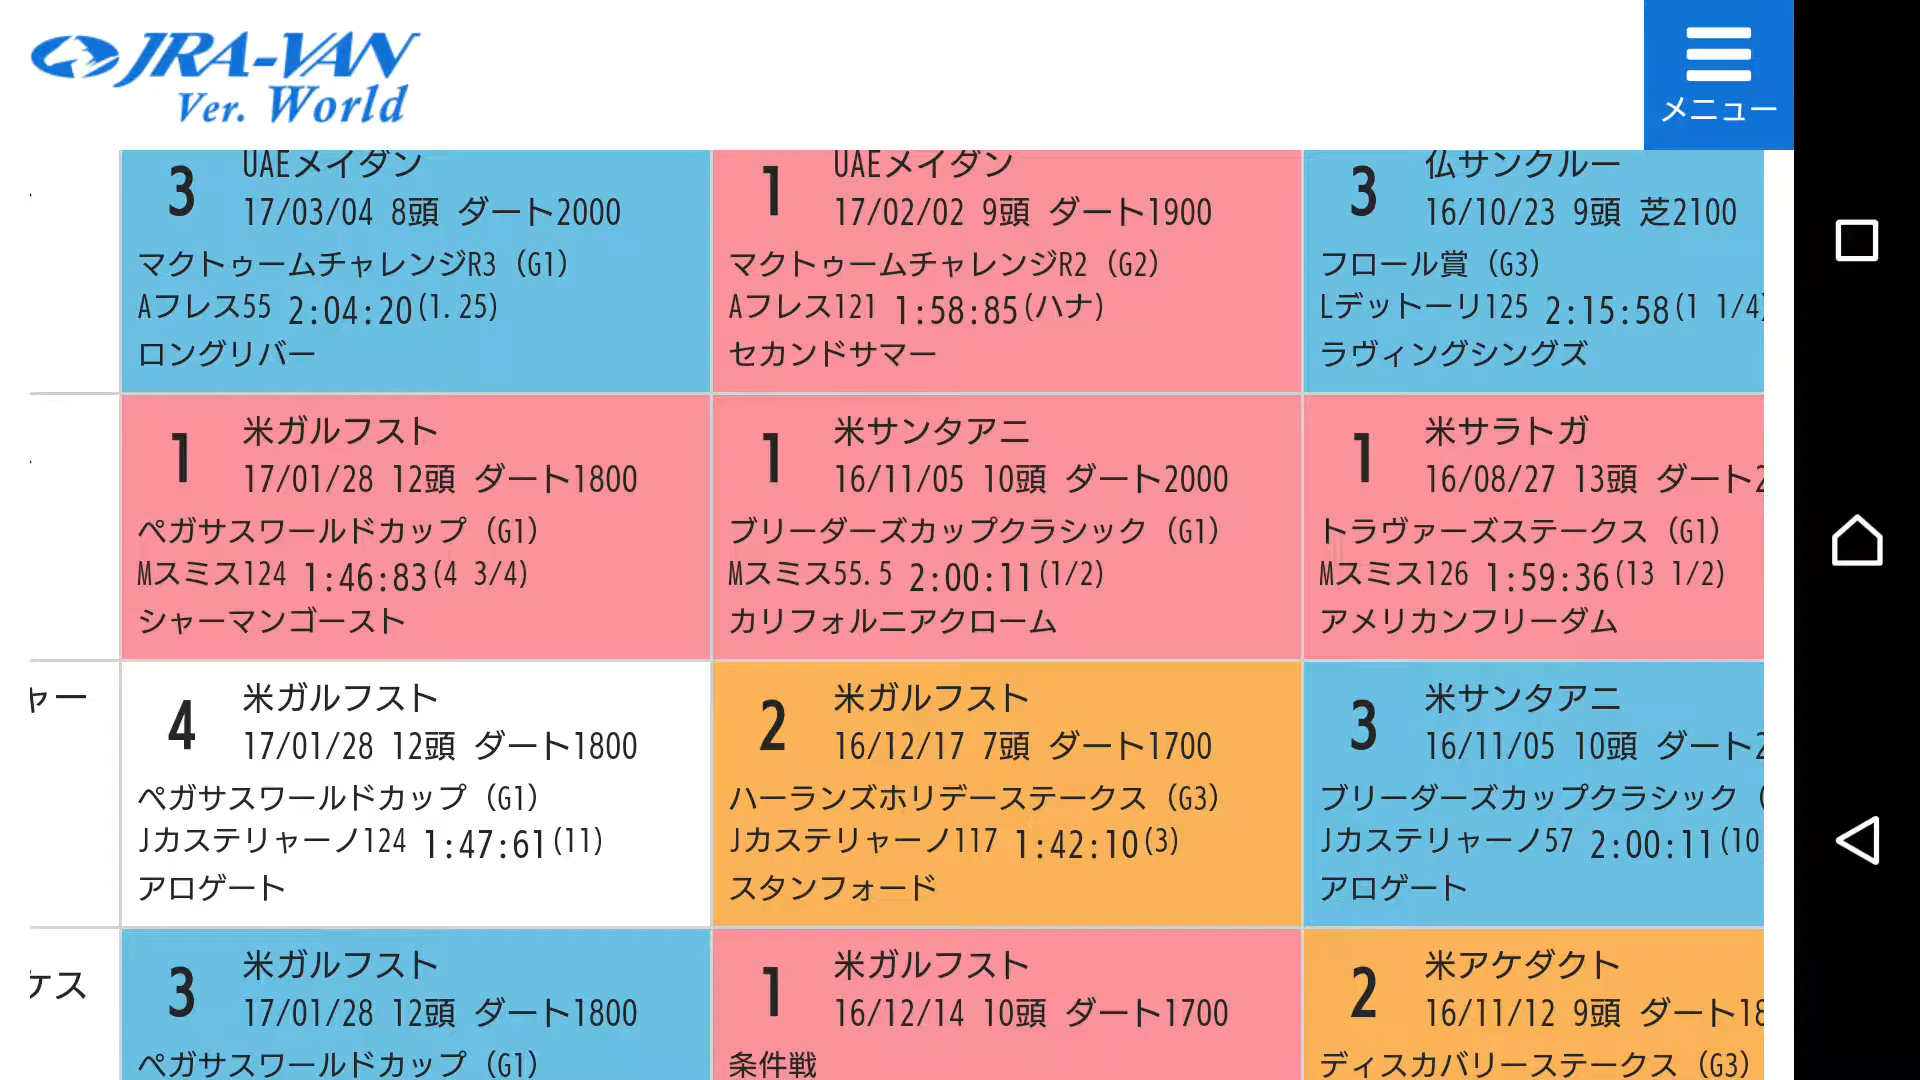 JRA-VAN
Ver. World
メニュー
3 UAEメイダン
17/03/04 8頭 ダート2000
マクトゥームチャレンジR3 (G1)
Aフレス55 2:04:20(1.25)
ロングリバー
1 UAEメイダン
17/02/02 9頭 ダート1900
マクトゥームチャレンジR2 (G2)
Aフレス121 1:58:85(ハナ)
セカンドサマー
3 仏サンクルー
16/10/23 9頭 芝2100
フロール賞 (G3)
Lデットーリ125 2:15:58(1 1/4)
ラヴィングシングズ
1 米ガルフスト
17/01/28 12頭 ダート1800
ペガサスワールドカップ (G1)
Mスミス124 1:46:83(4 3/4)
シャーマンゴースト
1 米サンタアニ
16/11/05 10頭 ダート2000
ブリーダーズカップクラシック (G1)
Mスミス55.5 2:00:11(1/2)
カリフォルニアクローム
1 米サラトガ
16/08/27 13頭 ダート2
トラヴァーズステークス (G1)
Mスミス126 1:59:36(13 1/2)
アメリカンフリーダム
ャー
4 米ガルフスト
17/01/28 12頭 ダート1800
ペガサスワールドカップ (G1)
Jカステリャーノ124 1:47:61(11)
アロゲート
2 米ガルフスト
16/12/17 7頭 ダート1700
ハーランズホリデーステークス (G3)
Jカステリャーノ117 1:42:10(3)
スタンフォード
3 米サンタアニ
16/11/05 10頭 ダート2
ブリーダーズカップクラシック (
Jカステリャーノ57 2:00:11(10
アロゲート
ケス
3 米ガルフスト
17/01/28 12頭 ダート1800
ペガサスワールドカップ (G1)
1 米ガルフスト
16/12/14 10頭 ダート1700
条件戦
2 米アケダクト
16/11/12 9頭 ダート18
ディスカバリーステークス (G3)